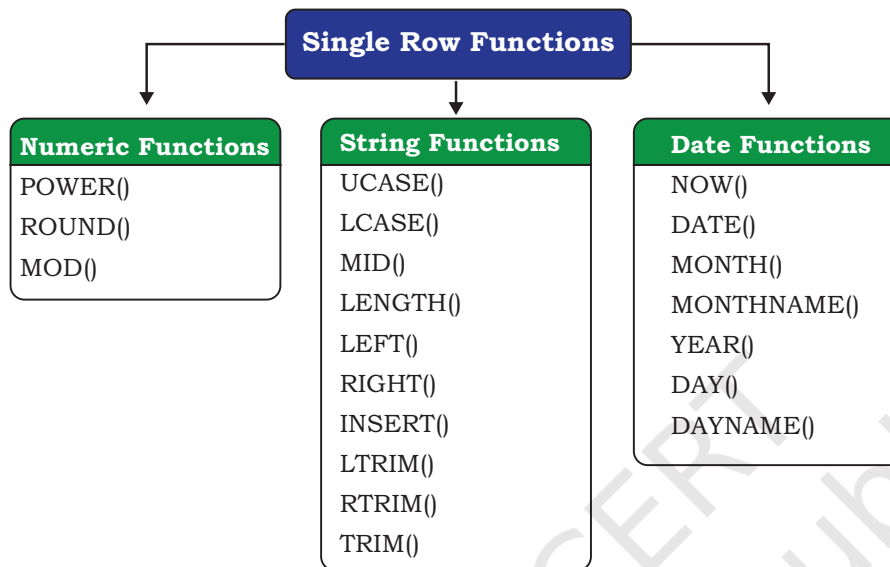 Single Row Functions
Numeric Functions
POWER()
ROUND()
MOD()
String Functions
UCASE()
LCASE()
MID()
LENGTH()
LEFT()
RIGHT()
INSERT()
LTRIM()
RTRIM()
TRIM()
Date Functions
NOW()
DATE()
MONTH()
MONTHNAME()
YEAR()
DAY()
DAYNAME()